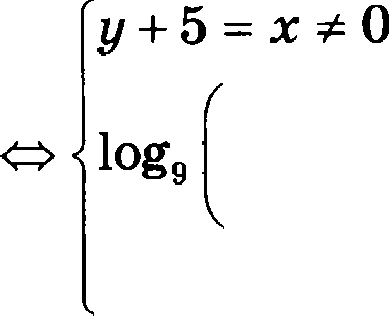 y + 5 = x ≠ 0
⇔ { log₉ (